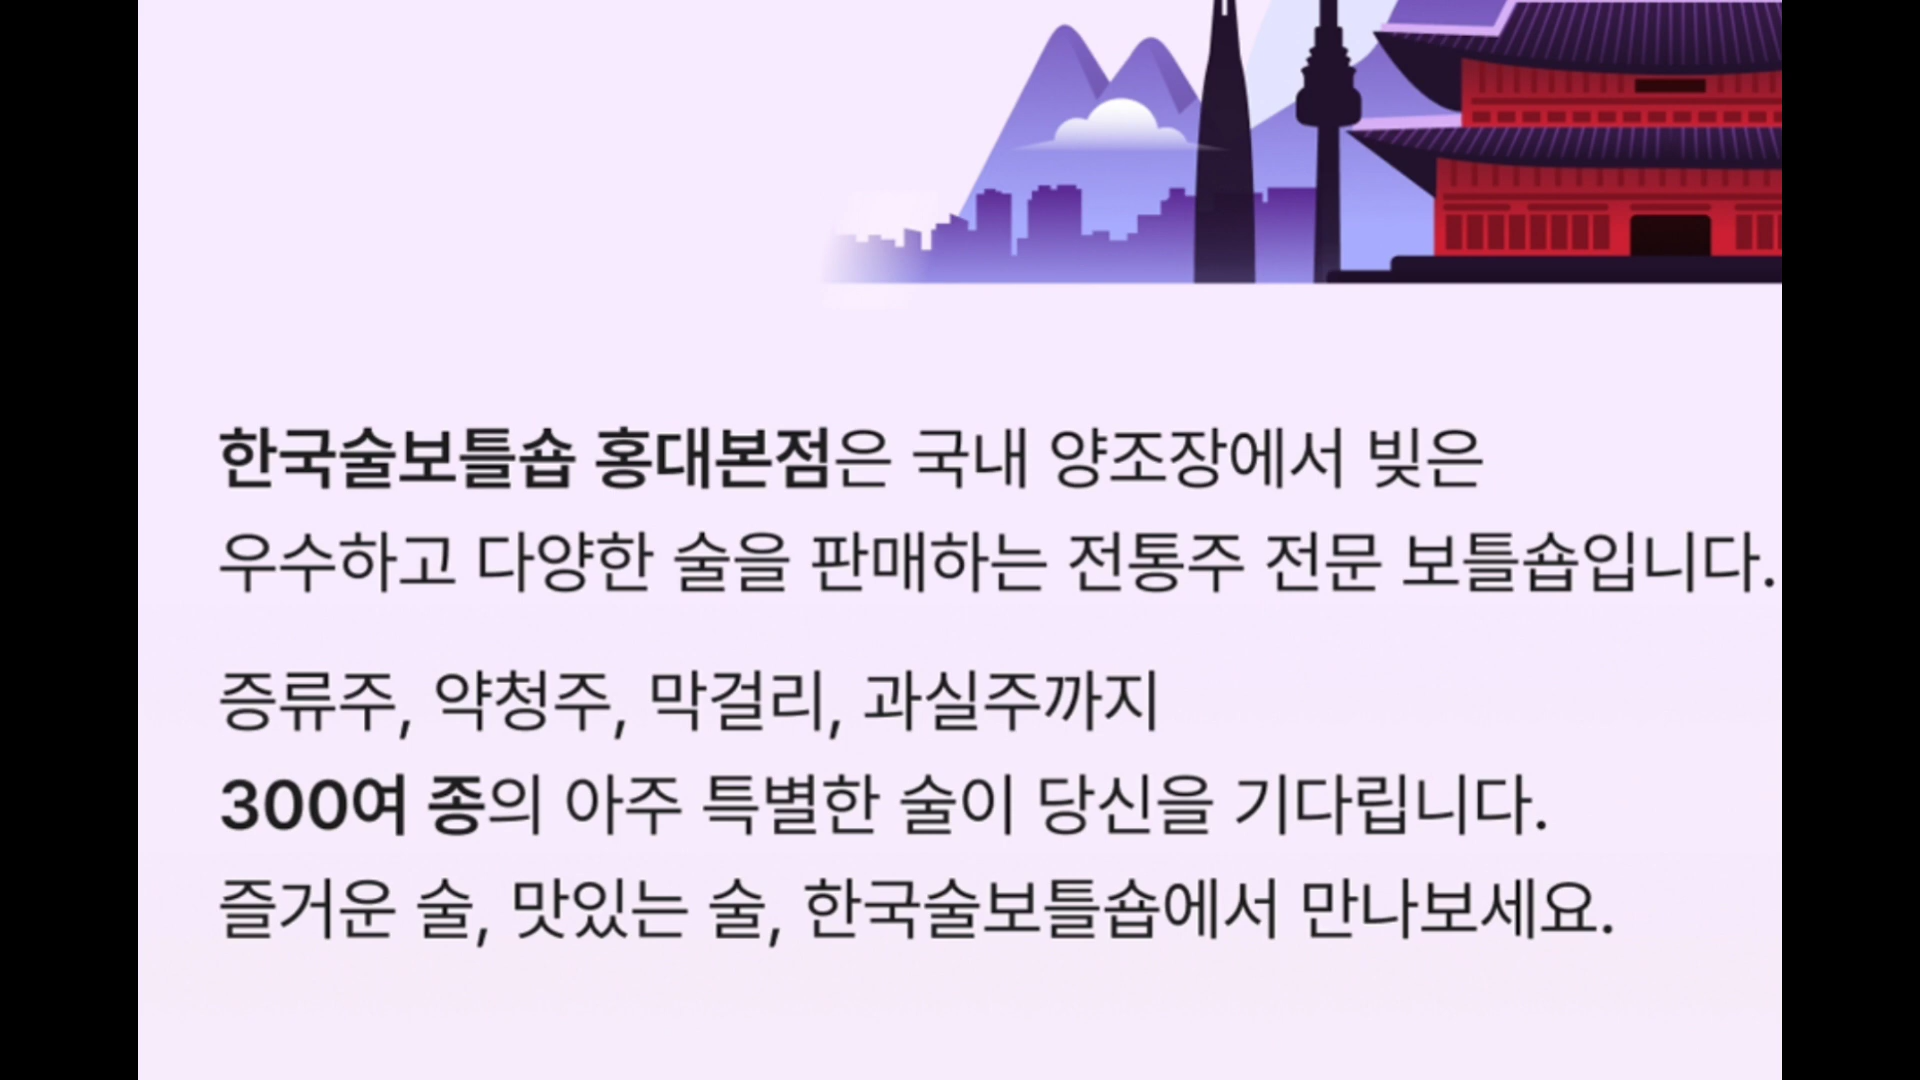 한국술보틀숍 홍대본점은 국내 양조장에서 빚은
우수하고 다양한 술을 판매하는 전통주 전문 보틀숍입니다.
증류주, 약청주, 막걸리, 과실주까지
300여 종의 아주 특별한 술이 당신을 기다립니다.
즐거운 술, 맛있는 술, 한국술보틀숍에서 만나보세요.